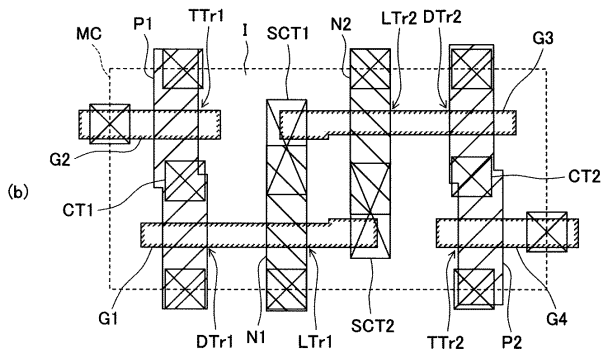 MC
P1
TTr1
I
SCT1
N2
LTr2
DTr2
G3
G2
(b)
CT1
CT2
G1
DTr1
N1
LTr1
SCT2
TTr2
P2
G4